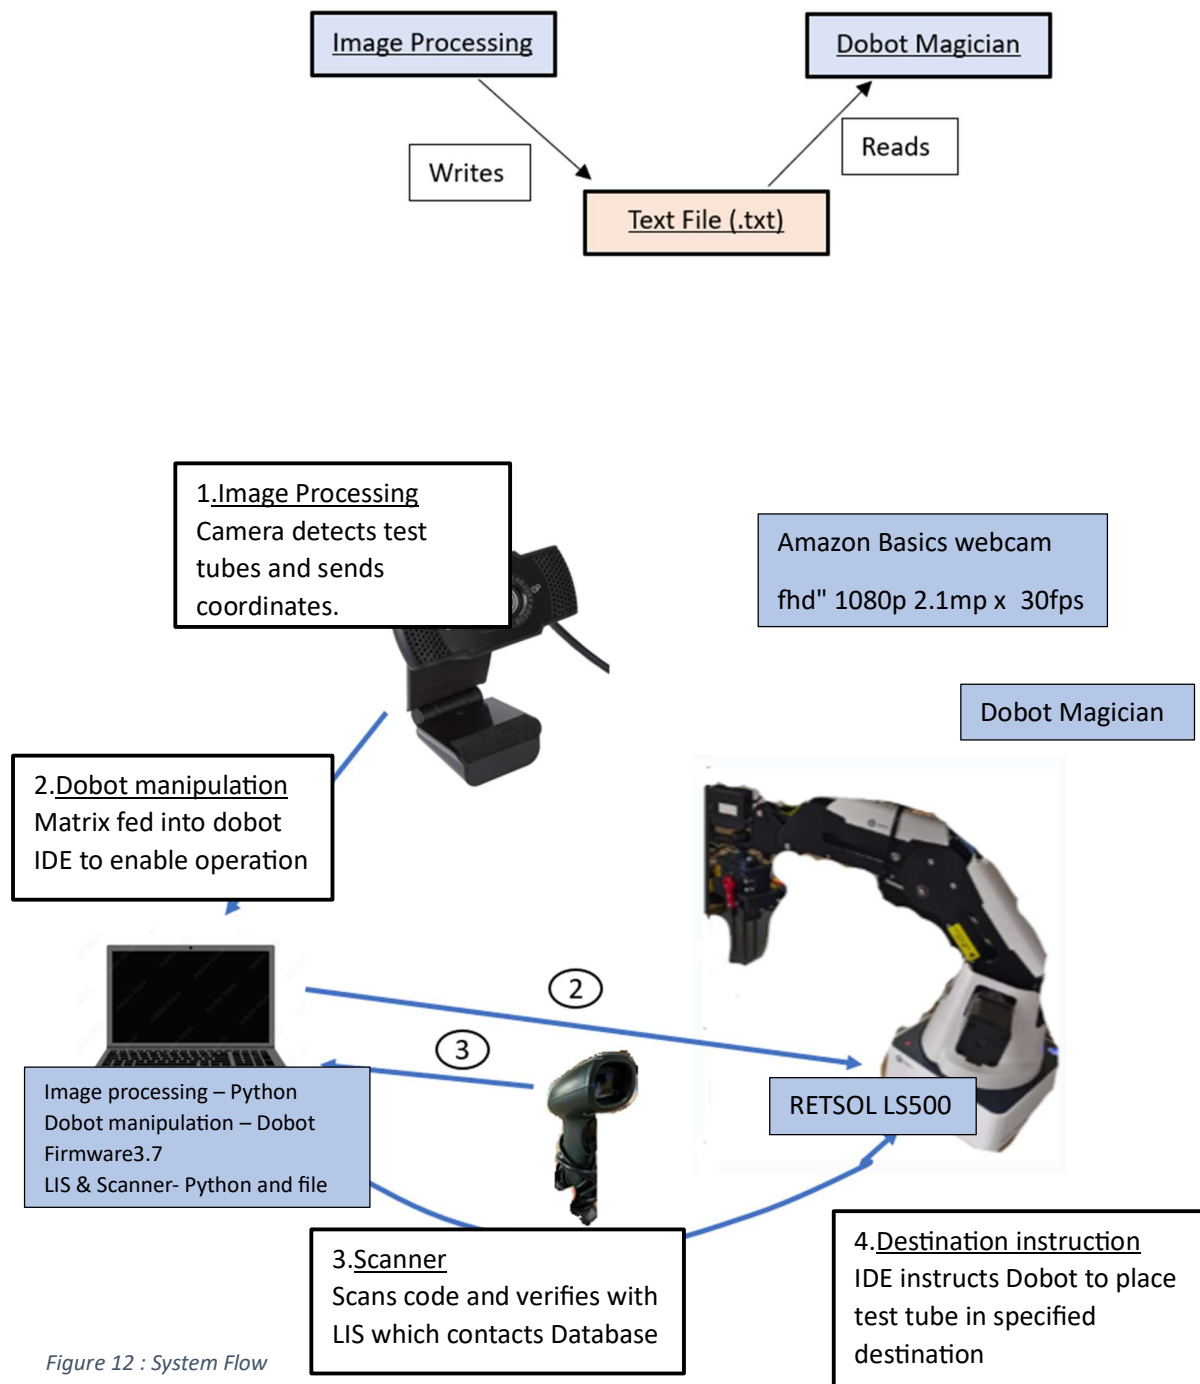 Image Processing
Dobot Magician
Writes
Reads
Text File (.txt)
1.Image Processing
Camera detects test
tubes and sends
coordinates.
Amazon Basics webcam
fhd" 1080p 2.1mp x  30fps
Dobot Magician
2.Dobot manipulation
Matrix fed into dobot
IDE to enable operation
2
3
Image processing – Python
Dobot manipulation – Dobot
Firmware3.7
LIS & Scanner- Python and file
RETSOL LS500
3.Scanner
Scans code and verifies with
LIS which contacts Database
4.Destination instruction
IDE instructs Dobot to place
test tube in specified
destination
Figure 12 : System Flow